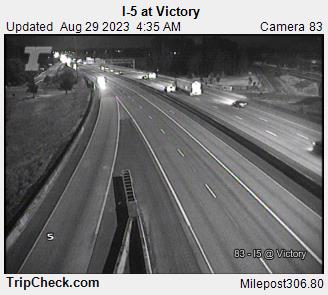 I-5 at Victory
Updated Aug 29 2023 4:35 AM Camera 83
T
S
83 - I5 @ Victory
TripCheck.com Milepost306.80